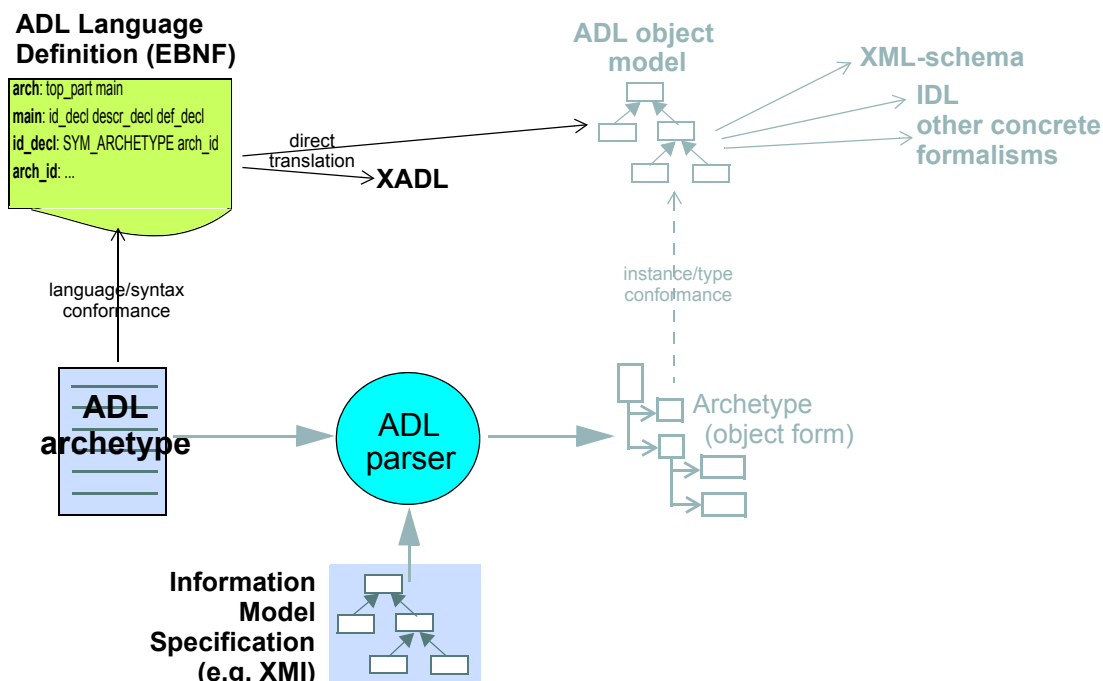 ADL Language
Definition (EBNF)
arch: top_part main
main: id_decl descr_decl def_decl
id_decl: SYM_ARCHETYPE arch_id
arch_id: ...
direct
translation
XADL
ADL object
model
XML-schema
IDL
other concrete
formalisms
language/syntax
conformance
instance/type
conformance
ADL
archetype
ADL
parser
Archetype
(object form)
Information
Model
Specification
(e.g. XMI)